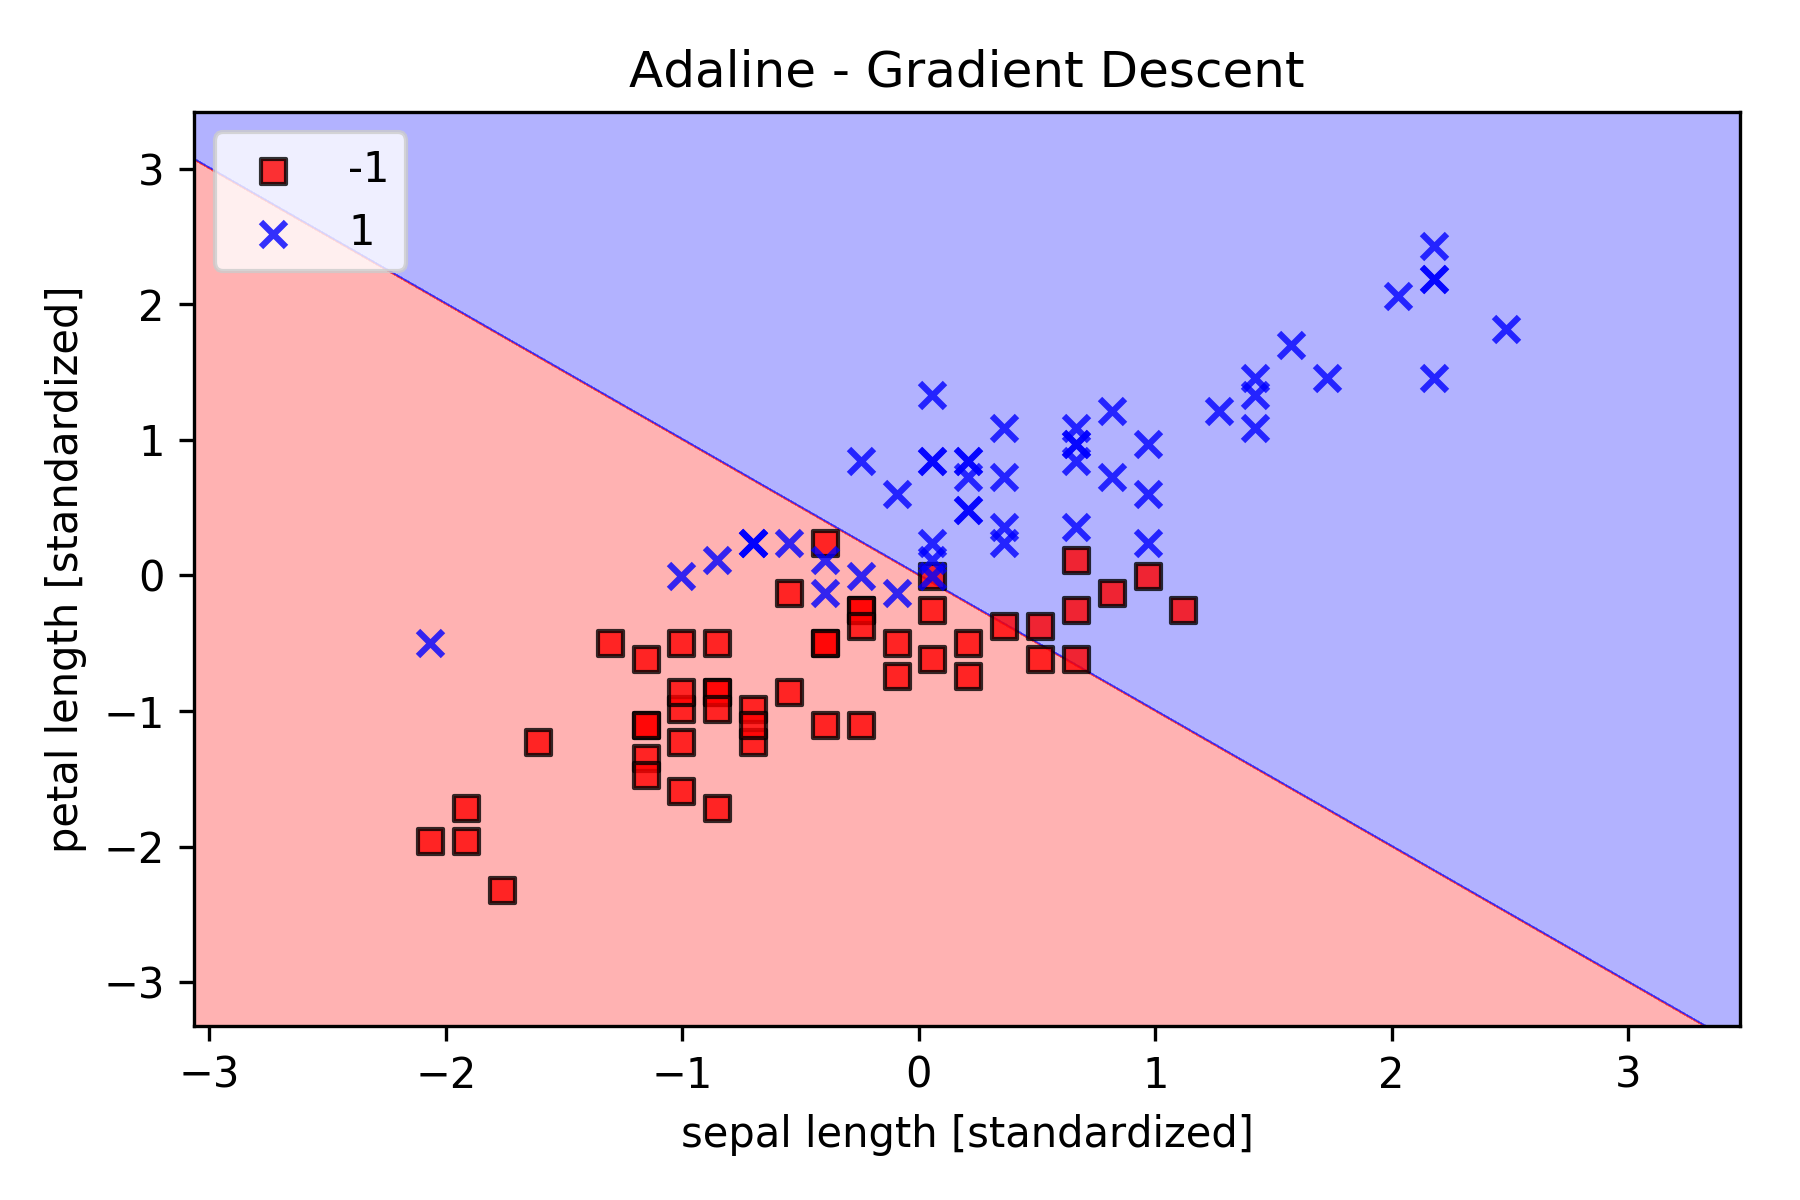 Adaline - Gradient Descent
-1
1
3
2
1
0
−1
−2
−3
petal length [standardized]
−3 −2 −1 0 1 2 3
sepal length [standardized]